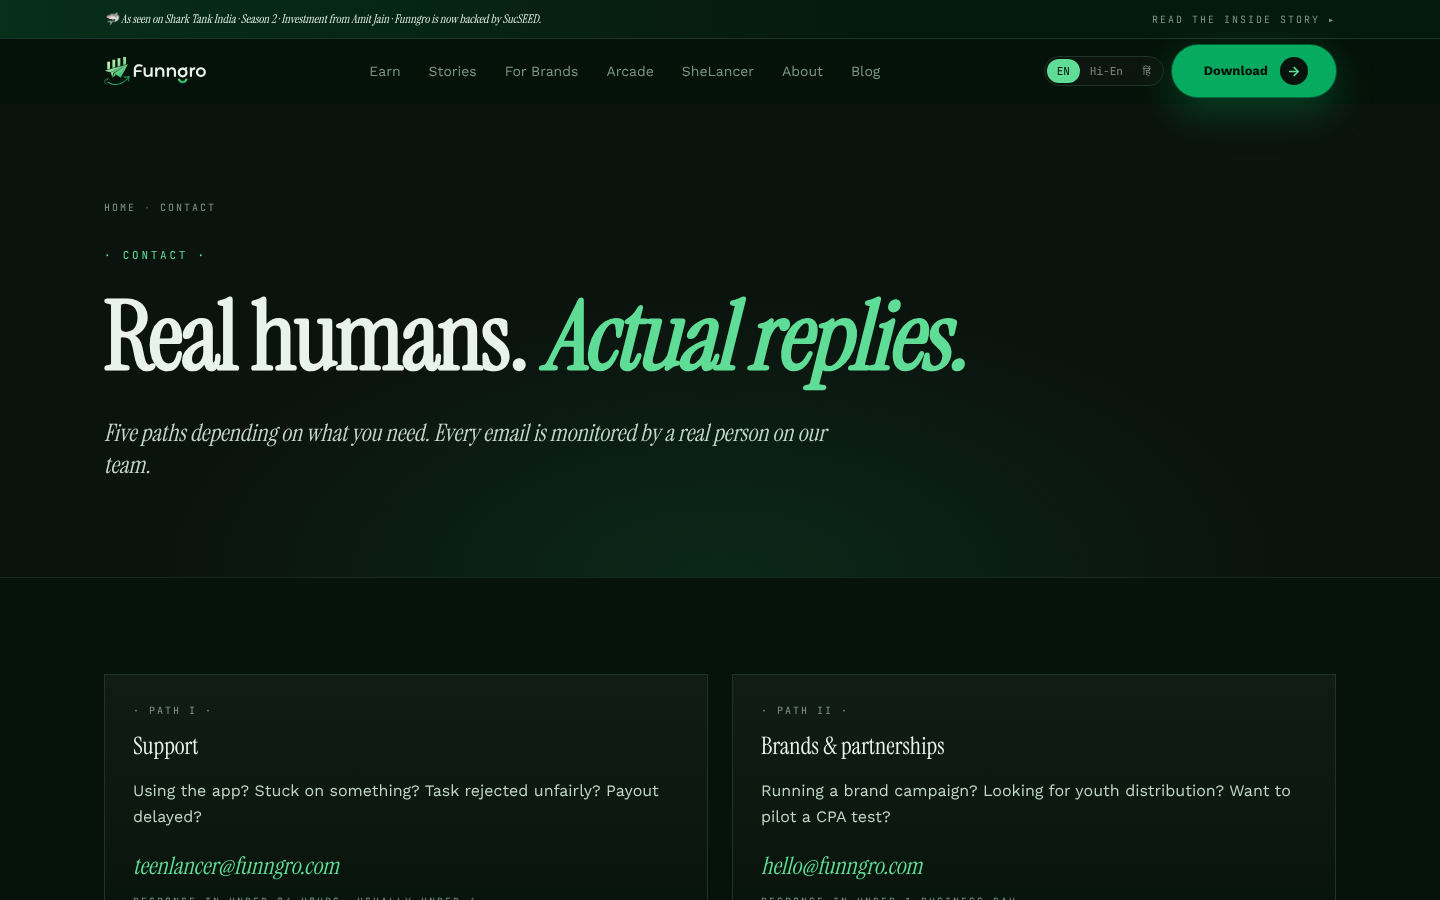 As seen on Shark Tank India · Season 2 · Investment from Amit Jain · Funngro is now backed by SucSEED.
READ THE INSIDE STORY ▸
Funngro
Earn
Stories
For Brands
Arcade
SheLancer
About
Blog
EN
Hi-En
हिं
Download
HOME · CONTACT
· CONTACT ·
Real humans. Actual replies.
Five paths depending on what you need. Every email is monitored by a real person on our
team.
· PATH I ·
Support
Using the app? Stuck on something? Task rejected unfairly? Payout
delayed?
teenlancer@funngro.com
· PATH II ·
Brands & partnerships
Running a brand campaign? Looking for youth distribution? Want to
pilot a CPA test?
hello@funngro.com